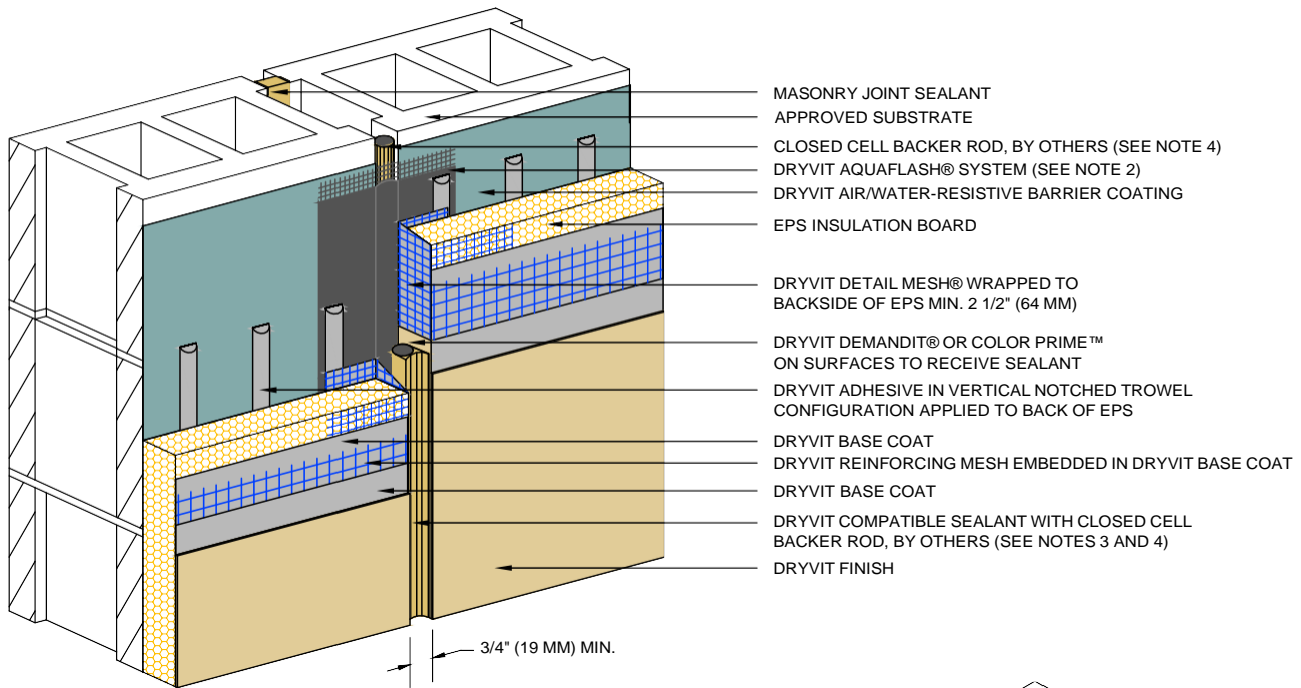 MASONRY JOINT SEALANT
APPROVED SUBSTRATE
CLOSED CELL BACKER ROD, BY OTHERS (SEE NOTE 4)
DRYVIT AQUAFLASH® SYSTEM (SEE NOTE 2)
DRYVIT AIR/WATER-RESISTIVE BARRIER COATING
EPS INSULATION BOARD
DRYVIT DETAIL MESH® WRAPPED TO
BACKSIDE OF EPS MIN. 2 1/2" (64 MM)
DRYVIT DEMANDIT® OR COLOR PRIME™
ON SURFACES TO RECEIVE SEALANT
DRYVIT ADHESIVE IN VERTICAL NOTCHED TROWEL
CONFIGURATION APPLIED TO BACK OF EPS
DRYVIT BASE COAT
DRYVIT REINFORCING MESH EMBEDDED IN DRYVIT BASE COAT
DRYVIT BASE COAT
DRYVIT COMPATIBLE SEALANT WITH CLOSED CELL
BACKER ROD, BY OTHERS (SEE NOTES 3 AND 4)
DRYVIT FINISH
3/4" (19 MM) MIN.